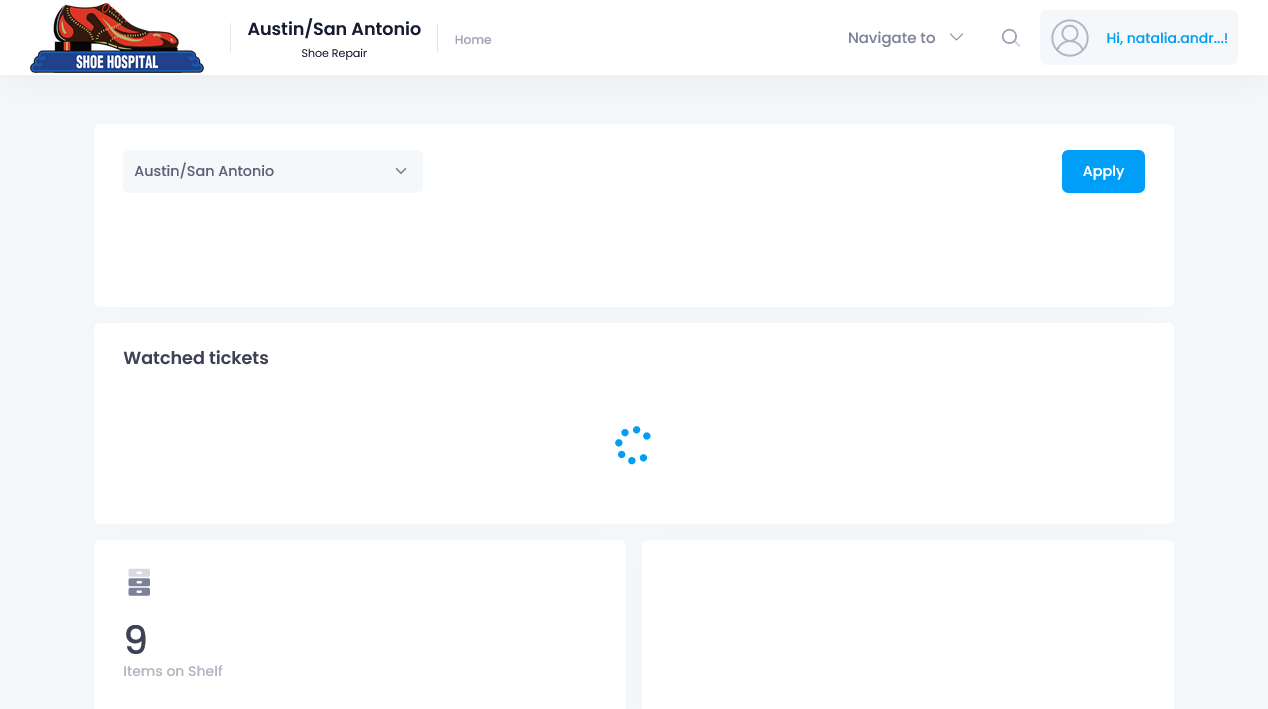 SHOE HOSPITAL
Austin/San Antonio
Shoe Repair
Home
Navigate to
Hi, natalia.andr...!
Austin/San Antonio
Apply
Watched tickets
9
Items on Shelf